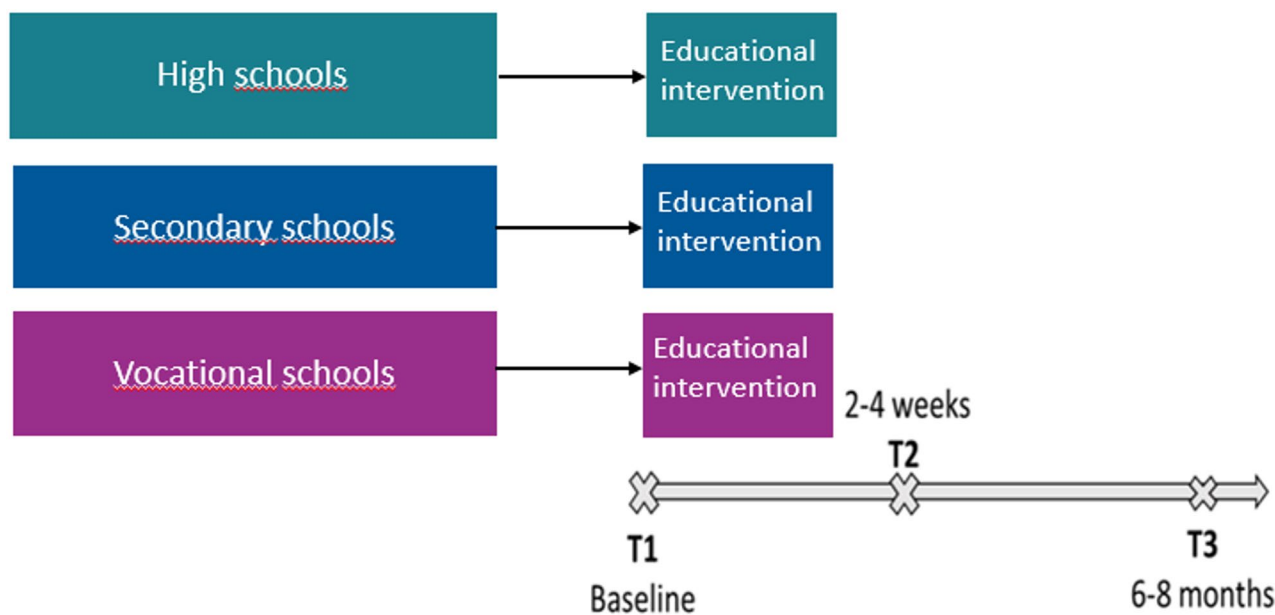 High schools
Educational
intervention
Secondary schools
Educational
intervention
Vocational schools
Educational
intervention
2-4 weeks
T2
T1
Baseline
T3
6-8 months